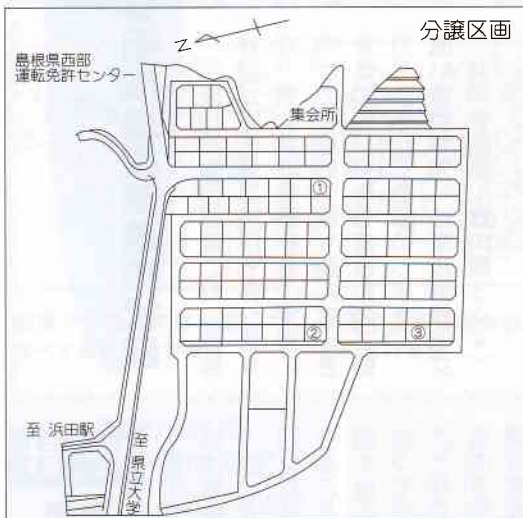 分譲区画
N
島根県西部
運転免許センター
集会所
①
②
③
至 浜田駅
至 県立大学